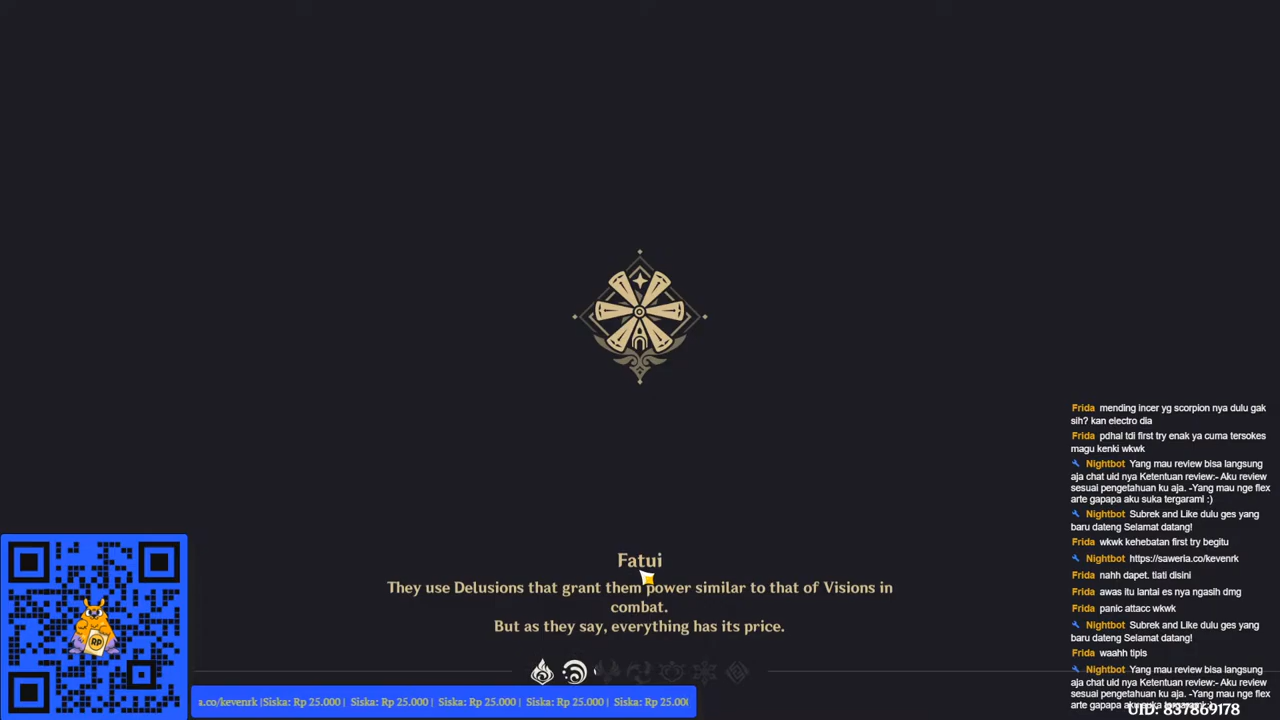 Fatui
They use Delusions that grant them power similar to that of Visions in
combat.
But as they say, everything has its price.
Frida mending incer yg scorpion nya dulu gak
sih? kan electro dia
Frida pdhal tdi first try enak ya cuma tersokes
magu kenki wkwk
Nightbot Yang mau review bisa langsung
aja chat uid nya Ketentuan review:- Aku review
sesuai pengetahuan ku aja. -Yang mau nge flex
arte gapapa aku suka tergarami :)
Nightbot Subrek and Like dulu ges yang
baru dateng Selamat datang!
Frida wkwk kehebatan first try begitu
Nightbot https://saweria.co/kevenrk
Frida nahh dapet. tiati disini
Frida awas itu lantai es nya ngasih dmg
Frida panic attacc wkwk
Nightbot Subrek and Like dulu ges yang
baru dateng Selamat datang!
Frida waahh tipis
Nightbot Yang mau review bisa langsung
aja chat uid nya Ketentuan review:- Aku review
sesuai pengetahuan ku aja. -Yang mau nge flex
arte gapapa aku suka tergarami :)
UID: 857869178
RP
a.co/kevenrk |Siska: Rp 25.000 | Siska: Rp 25.000 | Siska: Rp 25.000 | Siska: Rp 25.000 | Siska: Rp 25.000